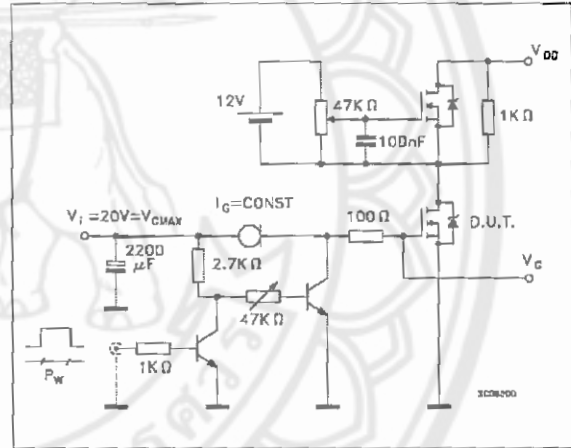 V_DD
12V
47KΩ
100nF
1KΩ
V_i =20V=V_GMAX
I_G=CONST
100Ω
D.U.T.
2200
μF
2.7KΩ
V_G
47KΩ
1KΩ
P_W